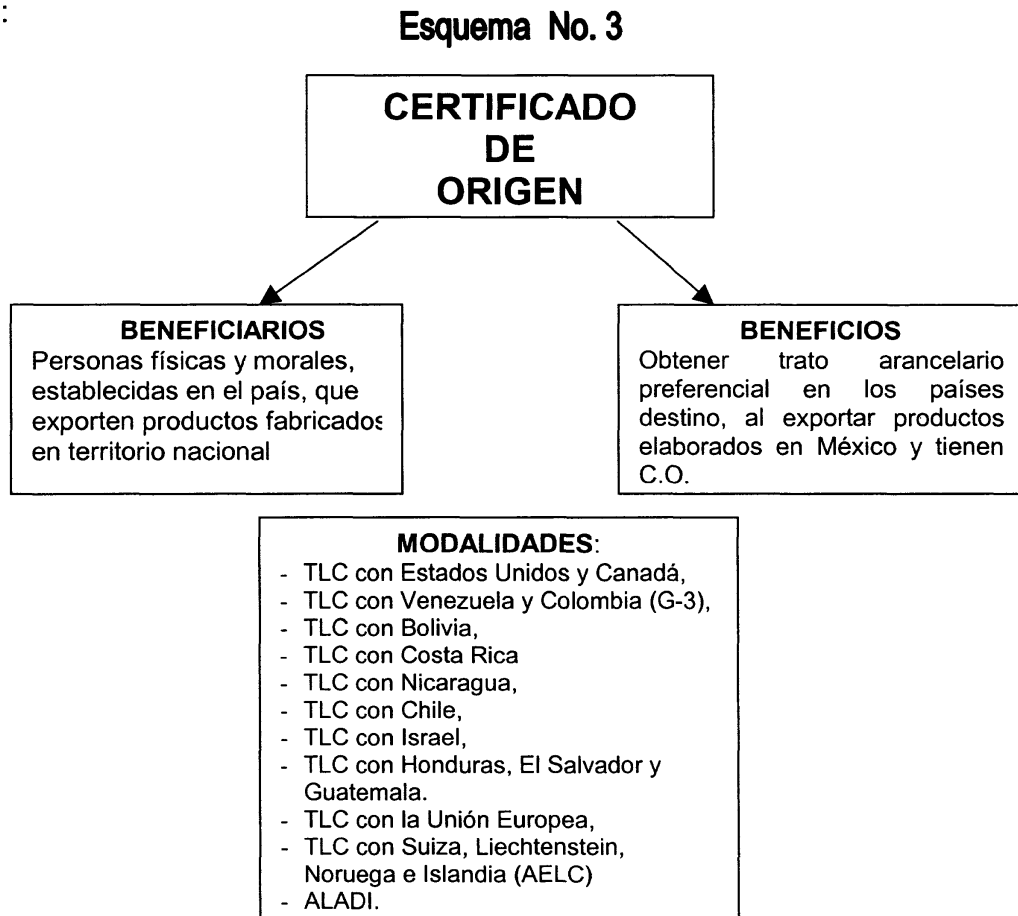 :
Esquema No. 3
CERTIFICADO
DE
ORIGEN
BENEFICIARIOS
Personas físicas y morales,
establecidas en el país, que
exporten productos fabricados
en territorio nacional
BENEFICIOS
Obtener trato arancelario
preferencial en los países
destino, al exportar productos
elaborados en México y tienen
C.O.
MODALIDADES:
- TLC con Estados Unidos y Canadá,
- TLC con Venezuela y Colombia (G-3),
- TLC con Bolivia,
- TLC con Costa Rica
- TLC con Nicaragua,
- TLC con Chile,
- TLC con Israel,
- TLC con Honduras, El Salvador y
Guatemala.
- TLC con la Unión Europea,
- TLC con Suiza, Liechtenstein,
Noruega e Islandia (AELC)
- ALADI.